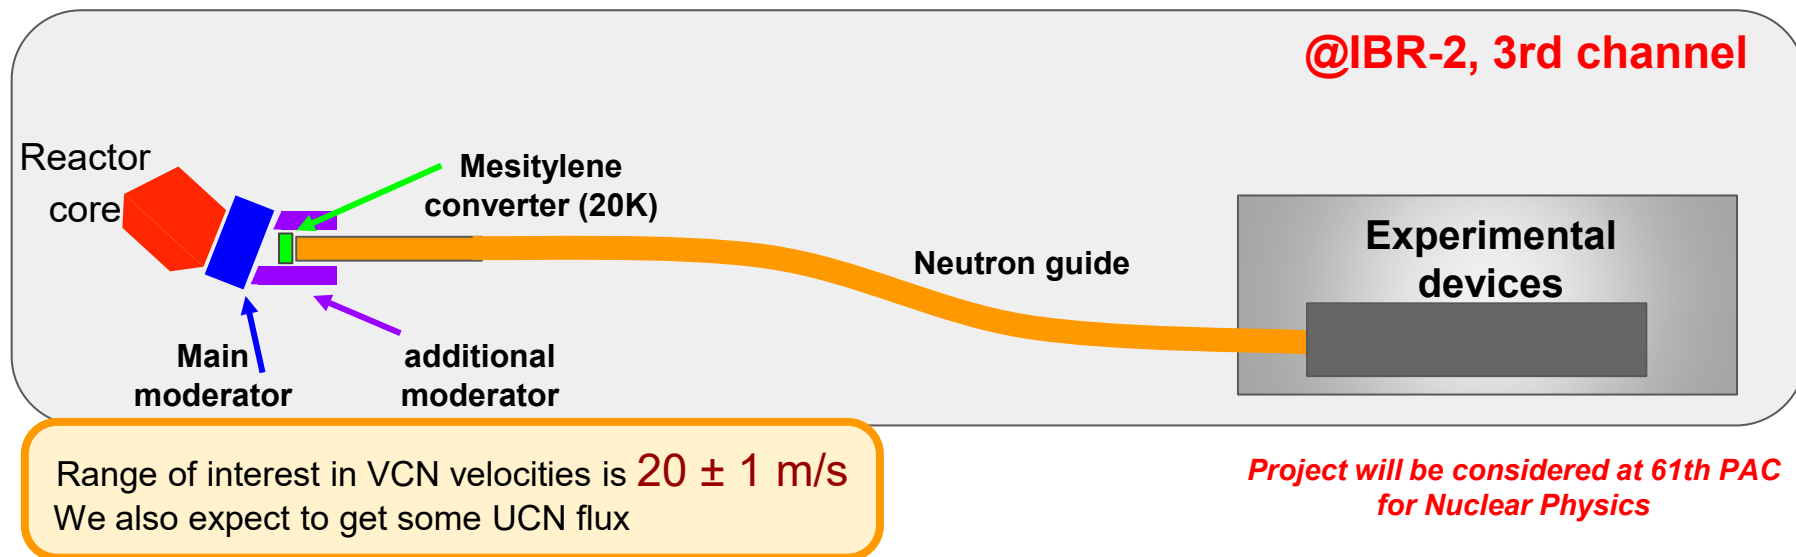 @IBR-2, 3rd channel
Reactor
core
Mesitylene
converter (20K)
Neutron guide
Experimental
devices
Main
moderator
additional
moderator
Range of interest in VCN velocities is 20 ± 1 m/s
We also expect to get some UCN flux
Project will be considered at 61th PAC
for Nuclear Physics